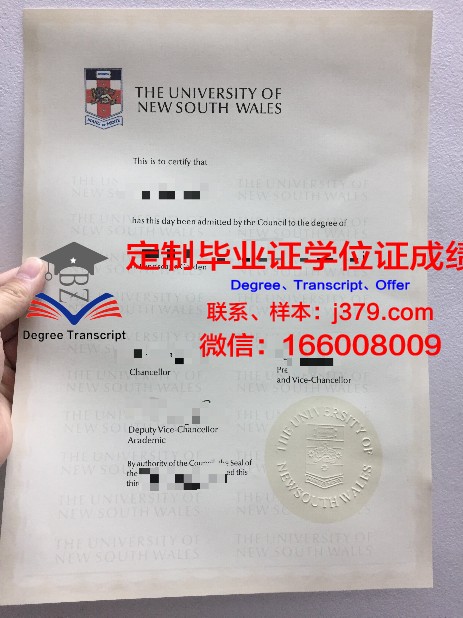 THE UNIVERSITY OF
NEW SOUTH WALES
This is to certify that
has this day been admitted by the Council to the degree of
定制毕业证学位证成绩
Degree、Transcript、Offer
联系、样本：j379.com
微信：166008009
Degree Transcript
Chancellor
and Vice-Chancellor
Deputy Vice-Chancellor
Academic
By authority of the Council, the Seal of
the
ed this
THE UNIVERSITY OF
NEW SOUTH WALES